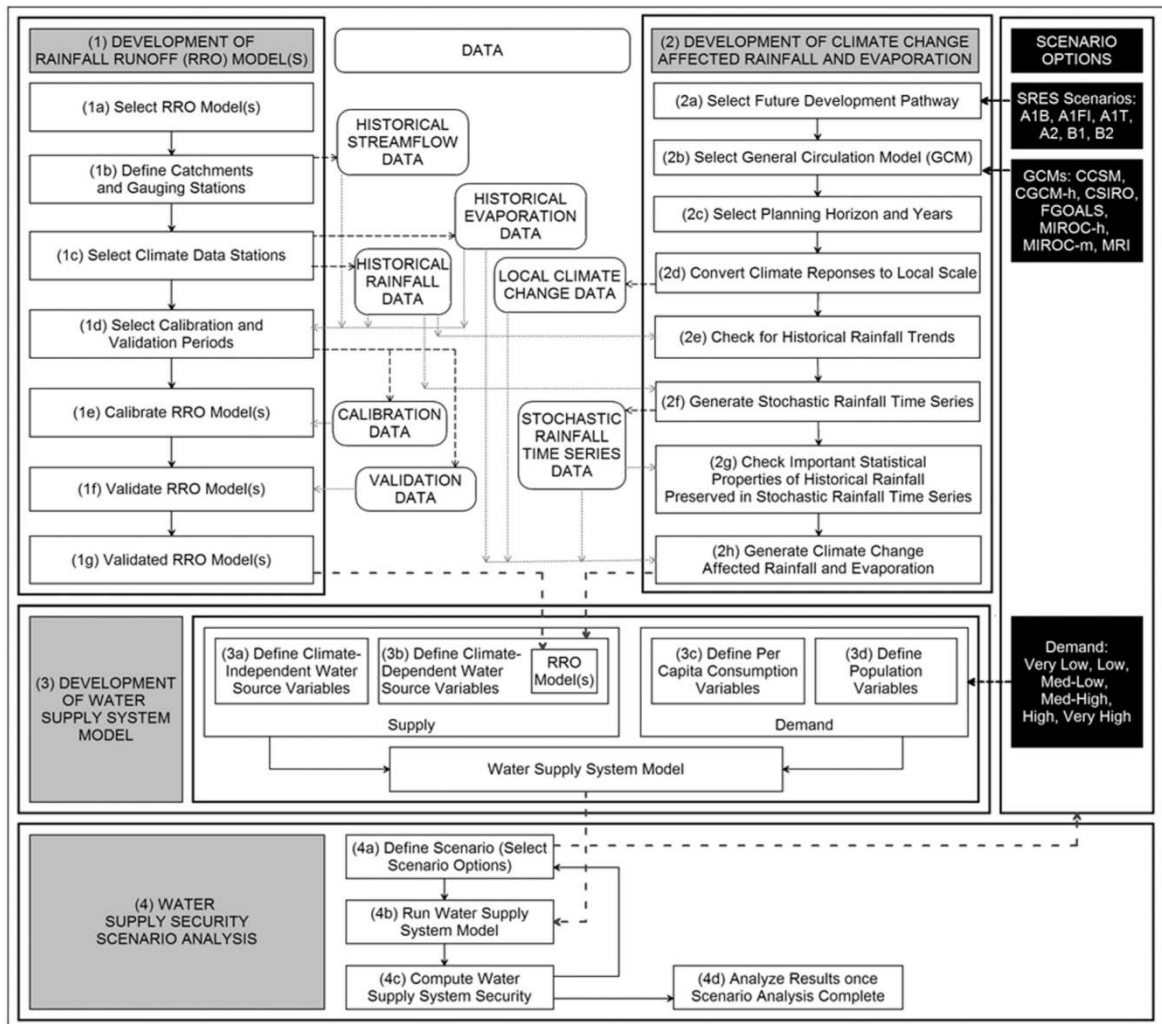 (1) DEVELOPMENT OF
RAINFALL RUNOFF (RRO) MODEL(S)
(1a) Select RRO Model(s)
(1b) Define Catchments
and Gauging Stations
(1c) Select Climate Data Stations
(1d) Select Calibration and
Validation Periods
(1e) Calibrate RRO Model(s)
(1f) Validate RRO Model(s)
(1g) Validated RRO Model(s)
DATA
HISTORICAL
STREAMFLOW
DATA
HISTORICAL
EVAPORATION
DATA
HISTORICAL
RAINFALL
DATA
LOCAL CLIMATE
CHANGE DATA
CALIBRATION
DATA
STOCHASTIC
RAINFALL
TIME SERIES
DATA
VALIDATION
DATA
(2) DEVELOPMENT OF CLIMATE CHANGE
AFFECTED RAINFALL AND EVAPORATION
(2a) Select Future Development Pathway
(2b) Select General Circulation Model (GCM)
(2c) Select Planning Horizon and Years
(2d) Convert Climate Reponses to Local Scale
(2e) Check for Historical Rainfall Trends
(2f) Generate Stochastic Rainfall Time Series
(2g) Check Important Statistical
Properties of Historical Rainfall
Preserved in Stochastic Rainfall Time Series
(2h) Generate Climate Change
Affected Rainfall and Evaporation
SCENARIO
OPTIONS
SRES Scenarios:
A1B, A1FI, A1T,
A2, B1, B2
GCMs: CCSM,
CGCM-h, CSIRO,
FGOALS,
MIROC-h,
MIROC-m, MRI
Demand:
Very Low, Low,
Med-Low,
Med-High,
High, Very High
(3) DEVELOPMENT
OF WATER
SUPPLY SYSTEM
MODEL
(3a) Define Climate-
Independent Water
Source Variables
(3b) Define Climate-
Dependent Water
Source Variables
RRO
Model(s)
Supply
(3c) Define Per
Capita Consumption
Variables
(3d) Define
Population
Variables
Demand
Water Supply System Model
(4) WATER
SUPPLY SECURITY
SCENARIO ANALYSIS
(4a) Define Scenario (Select
Scenario Options)
(4b) Run Water Supply
System Model
(4c) Compute Water
Supply System Security
(4d) Analyze Results once
Scenario Analysis Complete